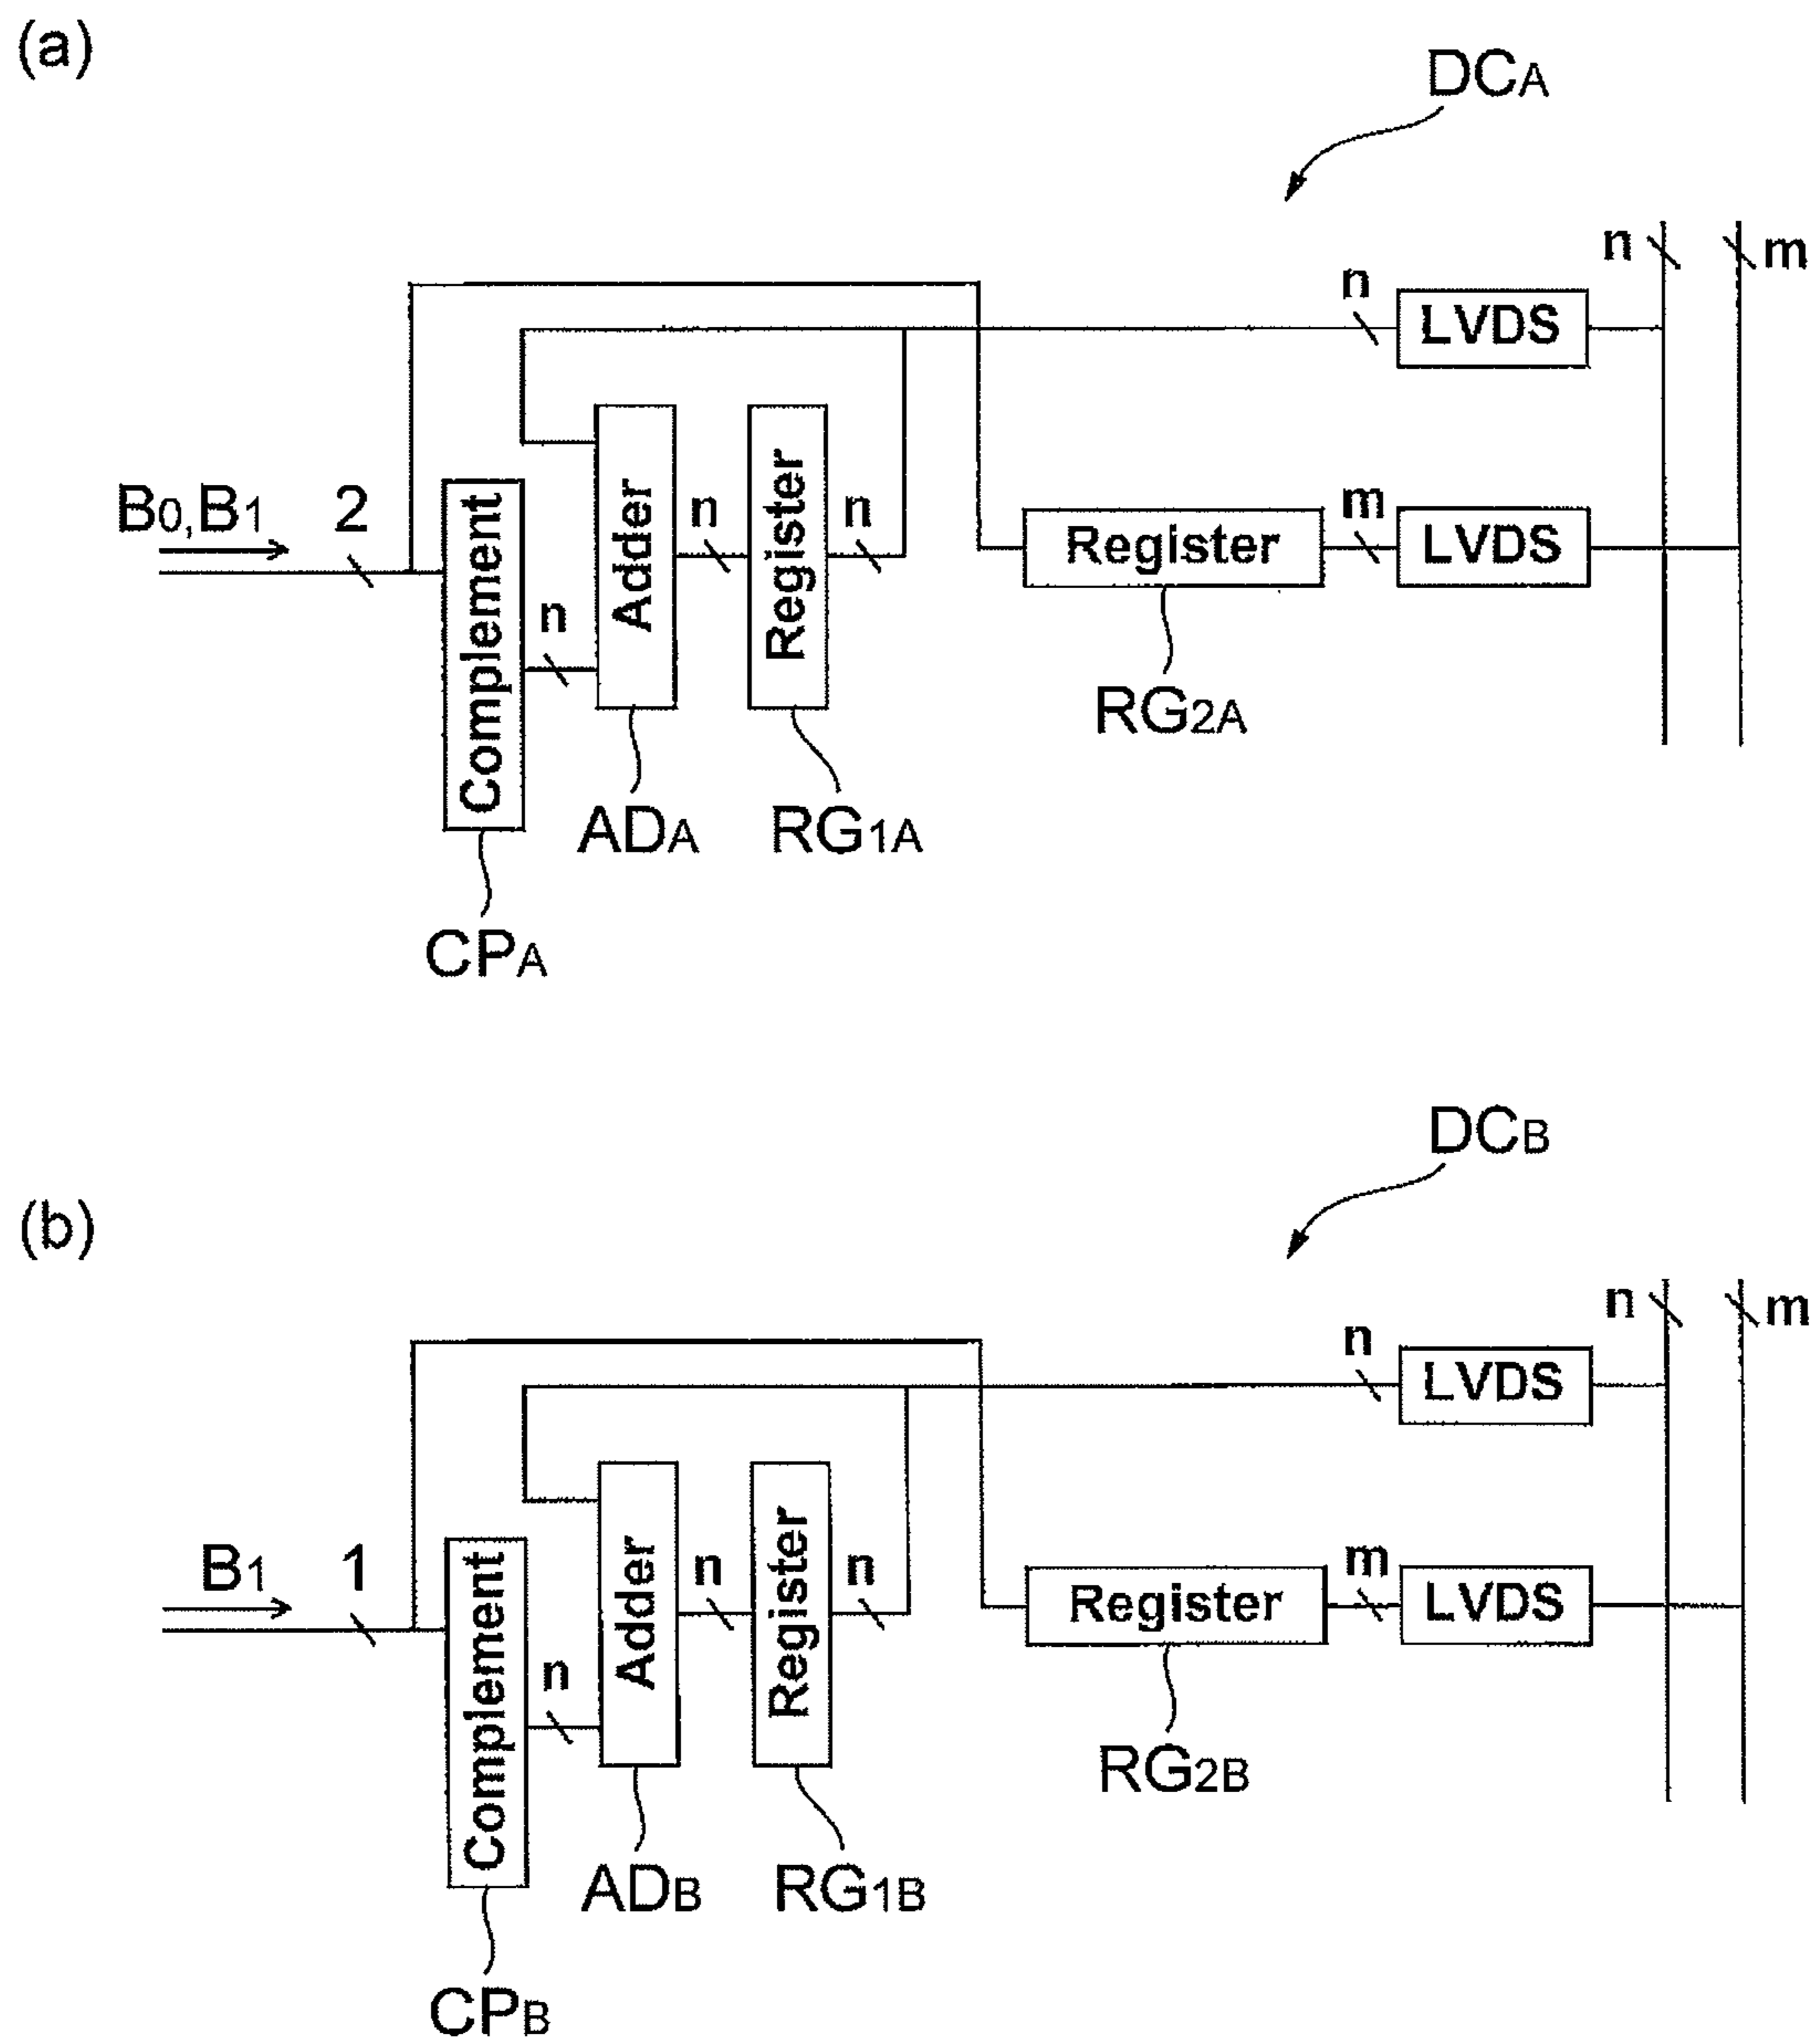 (a)
DCA
n m
n
LVDS
B0,B1 2
Complement
n
Adder
n
Register
n
Register
m
LVDS
RG2A
ADA
RG1A
CPA
(b)
DCB
n m
n
LVDS
B1 1
Complement
n
Adder
n
Register
n
Register
m
LVDS
RG2B
ADB
RG1B
CPB